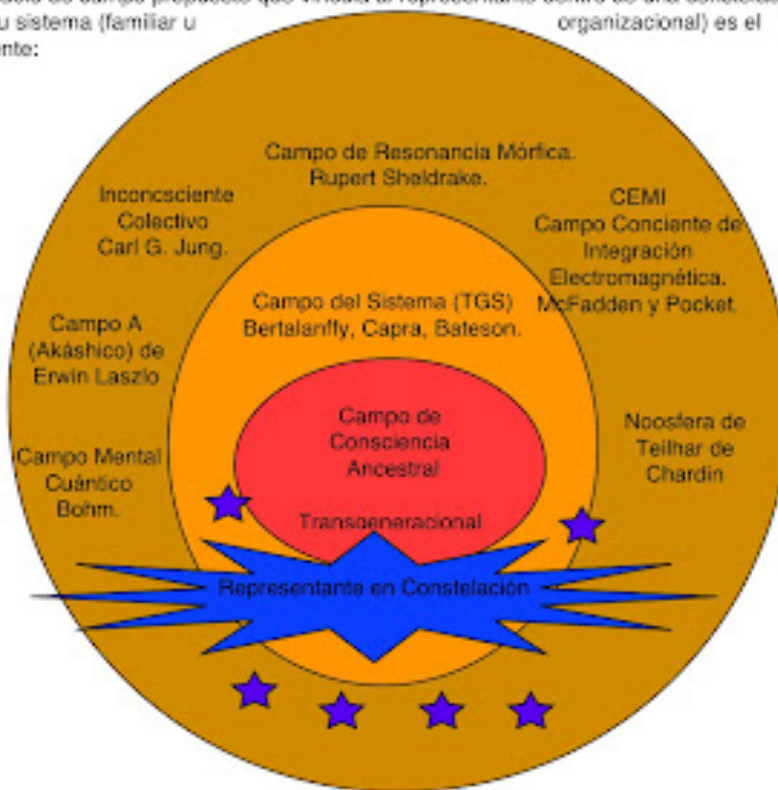 u sistema (familiar u organizacional) es el
ente:
Campo de Resonancia Mórfica.
Rupert Sheldrake.
Inconcsciente
Colectivo
Carl G. Jung.
CEMI
Campo Conciente de
Integración
Electromagnética.
McFadden y Pocket.
Campo del Sistema (TGS)
Bertalanffly, Capra, Bateson.
Campo A
(Akáshico) de
Erwin Laszlo
Campo de
Consciencia
Ancestral
Transgeneracional
Noosfera de
Teilhar de
Chardin
Campo Mental
Cuántico
Bohm.
Representante en Constelación